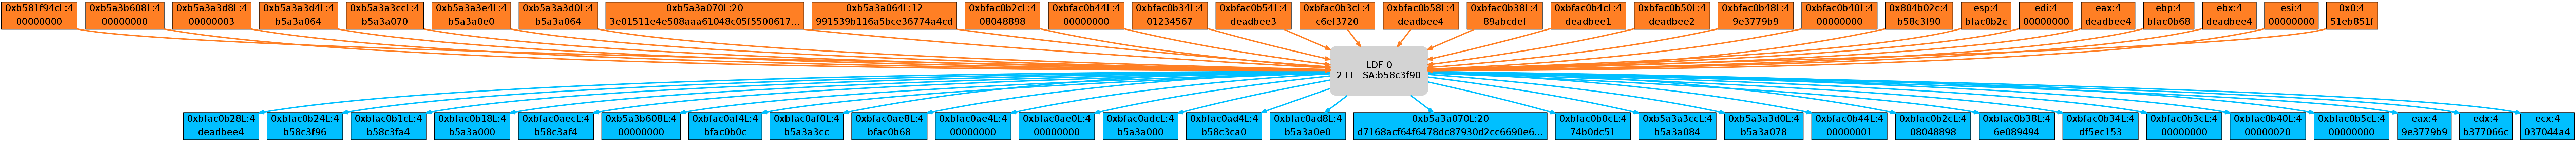 0xb581f94cL:4
00000000
0xb5a3b608L:4
00000000
0xb5a3a3d8L:4
00000003
0xb5a3a3d4L:4
b5a3a064
0xb5a3a3ccL:4
b5a3a070
0xb5a3a3e4L:4
b5a3a0e0
0xb5a3a3d0L:4
b5a3a064
0xb5a3a070L:20
3e01511e4e508aaa61048c05f5500617...
0xb5a3a064L:12
991539b116a5bce36774a4cd
0xbfac0b2cL:4
08048898
0xbfac0b44L:4
00000000
0xbfac0b34L:4
01234567
0xbfac0b54L:4
deadbee3
0xbfac0b3cL:4
c6ef3720
0xbfac0b58L:4
deadbee4
0xbfac0b38L:4
89abcdef
0xbfac0b4cL:4
deadbee1
0xbfac0b50L:4
deadbee2
0xbfac0b48L:4
9e3779b9
0xbfac0b40L:4
00000000
0x804b02c:4
b58c3f90
esp:4
bfac0b2c
edi:4
00000000
eax:4
deadbee4
ebp:4
bfac0b68
ebx:4
deadbee4
esi:4
00000000
0x0:4
51eb851f
LDF 0
2 LI - SA:b58c3f90
0xbfac0b28L:4
deadbee4
0xbfac0b24L:4
b58c3f96
0xbfac0b1cL:4
b58c3fa4
0xbfac0b18L:4
b5a3a000
0xbfac0aecL:4
b58c3af4
0xb5a3b608L:4
00000000
0xbfac0af4L:4
bfac0b0c
0xbfac0af0L:4
b5a3a3cc
0xbfac0ae8L:4
bfac0b68
0xbfac0ae4L:4
00000000
0xbfac0ae0L:4
00000000
0xbfac0adcL:4
b5a3a000
0xbfac0ad4L:4
b58c3ca0
0xbfac0ad8L:4
b5a3a0e0
0xb5a3a070L:20
d7168acf64f6478dc87930d2cc6690e6...
0xbfac0b0cL:4
74b0dc51
0xb5a3a3ccL:4
b5a3a084
0xb5a3a3d0L:4
b5a3a078
0xbfac0b44L:4
00000001
0xbfac0b2cL:4
08048898
0xbfac0b38L:4
6e089494
0xbfac0b34L:4
df5ec153
0xbfac0b3cL:4
00000000
0xbfac0b40L:4
00000020
0xbfac0b5cL:4
00000000
eax:4
9e3779b9
edx:4
b377066c
ecx:4
037044a4